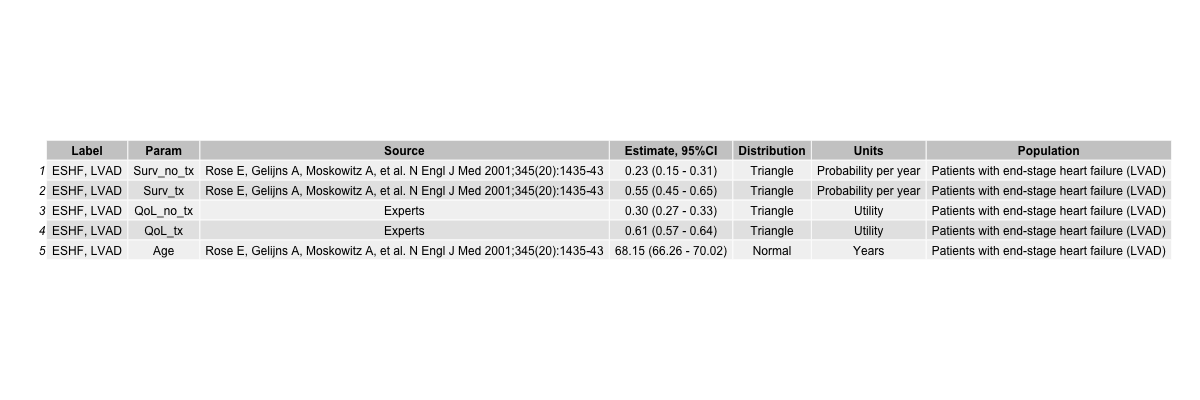 Label Param Source Estimate, 95%CI Distribution Units Population
1 ESHF, LVAD Surv_no_tx Rose E, Gelijns A, Moskowitz A, et al. N Engl J Med 2001;345(20):1435-43 0.23 (0.15 - 0.31) Triangle Probability per year Patients with end-stage heart failure (LVAD)
2 ESHF, LVAD Surv_tx Rose E, Gelijns A, Moskowitz A, et al. N Engl J Med 2001;345(20):1435-43 0.55 (0.45 - 0.65) Triangle Probability per year Patients with end-stage heart failure (LVAD)
3 ESHF, LVAD QoL_no_tx Experts 0.30 (0.27 - 0.33) Triangle Utility Patients with end-stage heart failure (LVAD)
4 ESHF, LVAD QoL_tx Experts 0.61 (0.57 - 0.64) Triangle Utility Patients with end-stage heart failure (LVAD)
5 ESHF, LVAD Age Rose E, Gelijns A, Moskowitz A, et al. N Engl J Med 2001;345(20):1435-43 68.15 (66.26 - 70.02) Normal Years Patients with end-stage heart failure (LVAD)